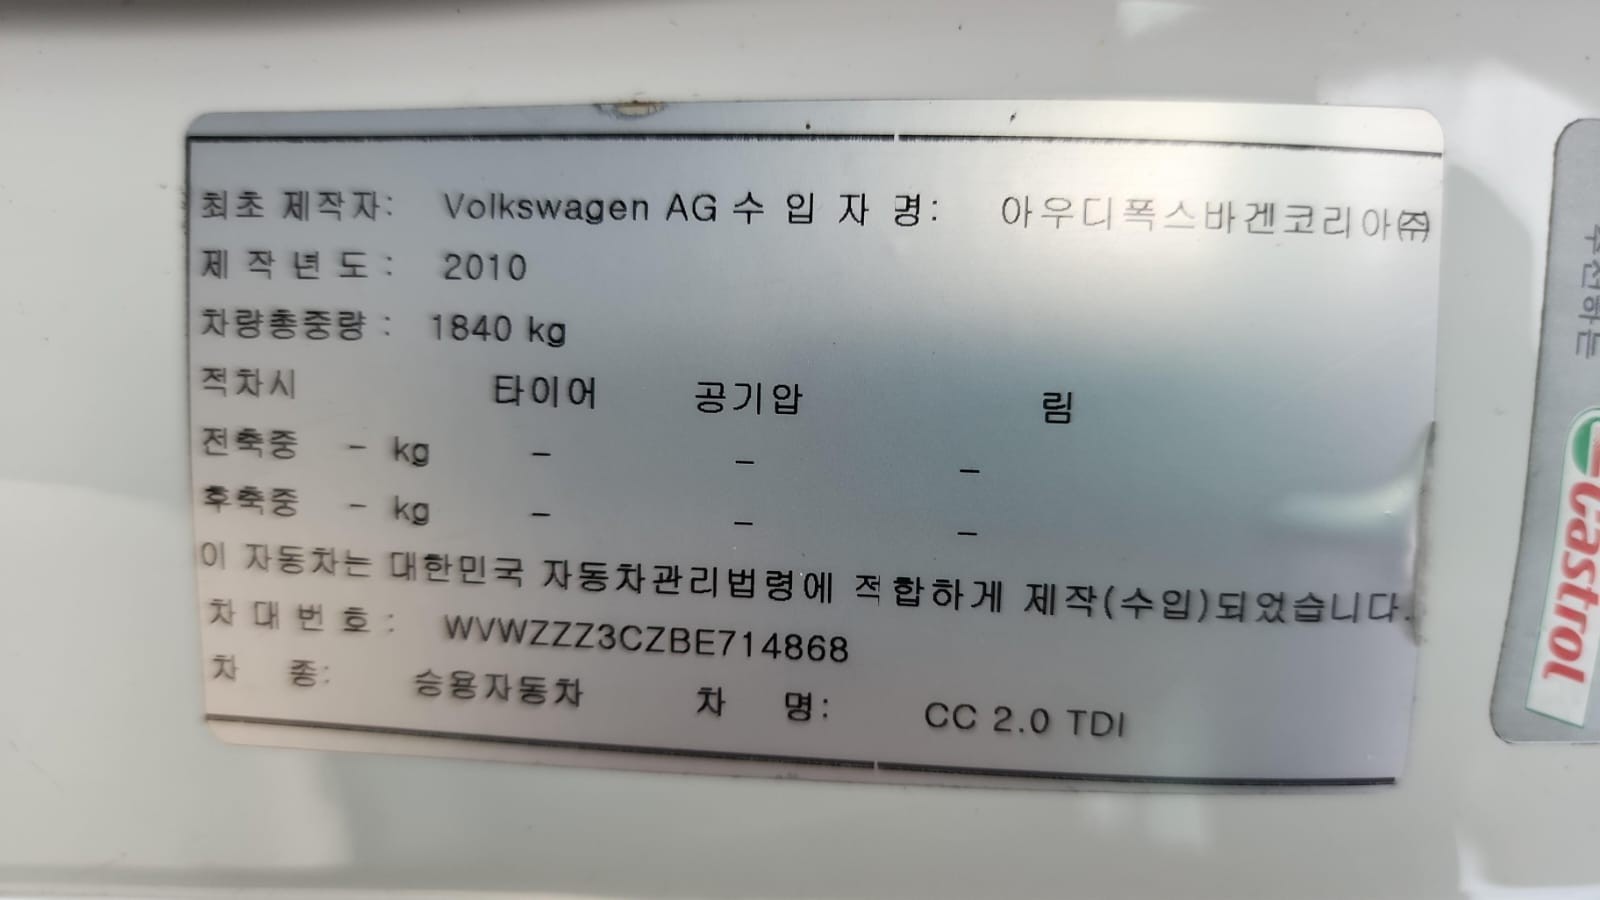 최초 제작자: Volkswagen AG 수 입 자 명: 아우디폭스바겐코리아㈜
제 작 년 도 : 2010
차량총중량 : 1840 kg
적차시 타이어 공기압 림
전축중 - kg - - -
후축중 - kg - - -
이 자동차는 대한민국 자동차관리법령에 적합하게 제작(수입)되었습니다.
차 대 번 호 : WVWZZZ3CZBE714868
차 종: 승용자동차 차 명: CC 2.0 TDI
추천하는
Castrol